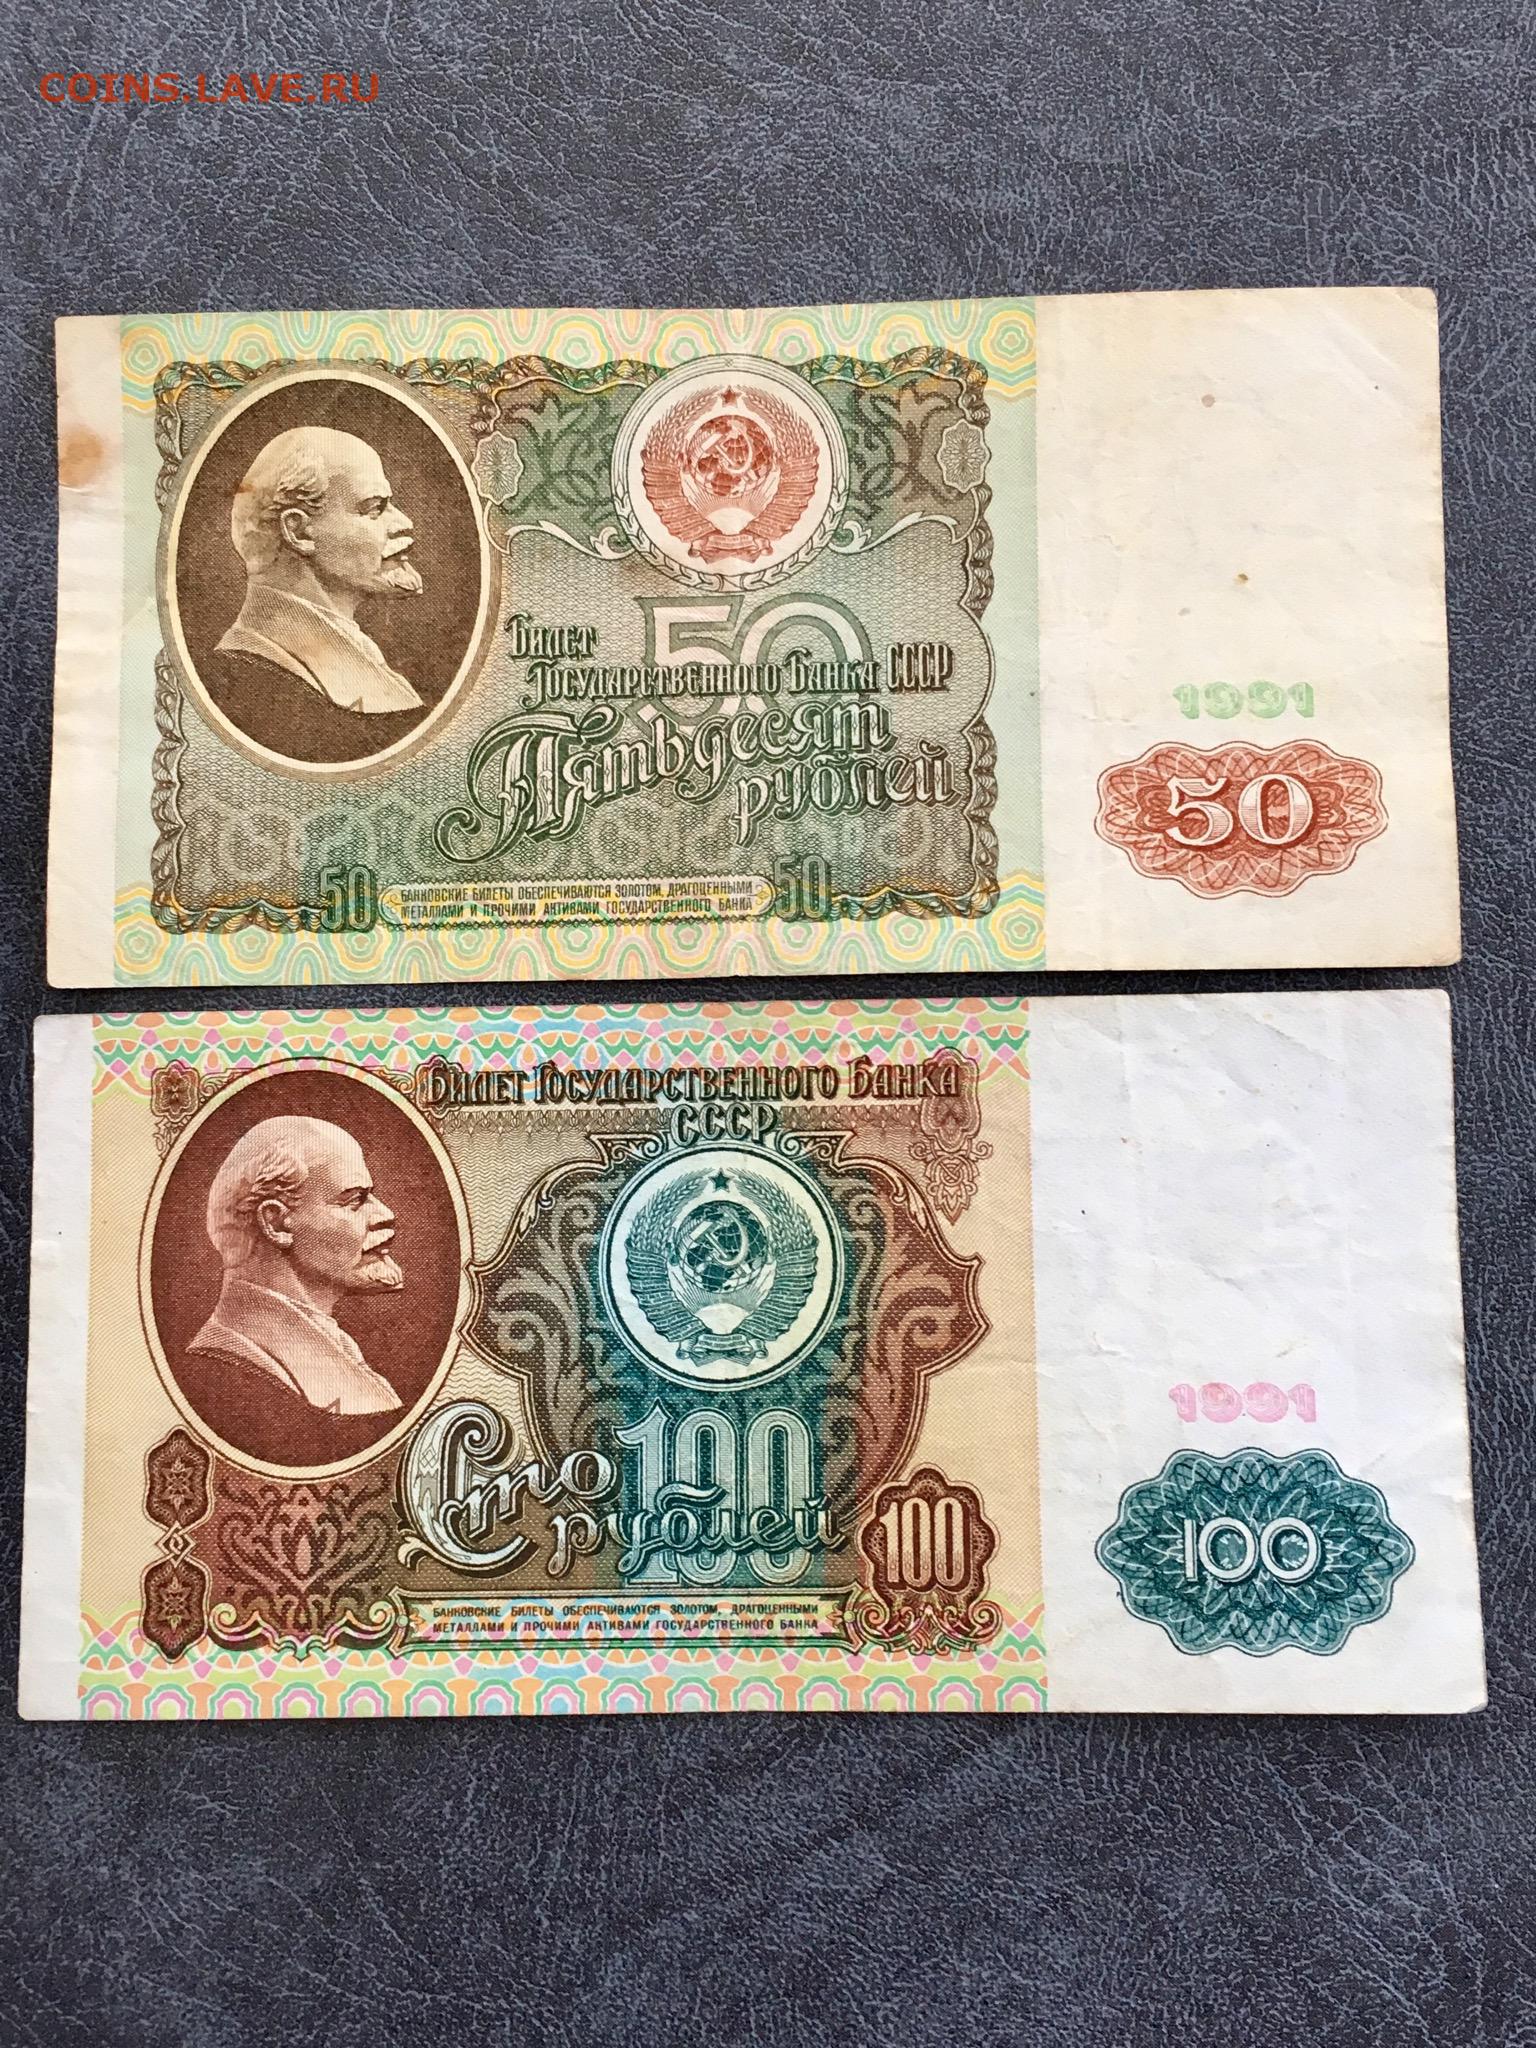 COINS.LAVE.RU
Билет
Государственного Банка СССР
50
Пятьдесят
рублей
1991
50
50
БАНКОВСКИЕ БИЛЕТЫ ОБЕСПЕЧИВАЮТСЯ ЗОЛОТОМ, ДРАГОЦЕННЫМИ
МЕТАЛЛАМИ И ПРОЧИМИ АКТИВАМИ ГОСУДАРСТВЕННОГО БАНКА
50
Билет Государственного Банка
СССР
1991
100
Сто
рублей
100
100
100
БАНКОВСКИЕ БИЛЕТЫ ОБЕСПЕЧИВАЮТСЯ ЗОЛОТОМ, ДРАГОЦЕННЫМИ
МЕТАЛЛАМИ И ПРОЧИМИ АКТИВАМИ ГОСУДАРСТВЕННОГО БАНКА